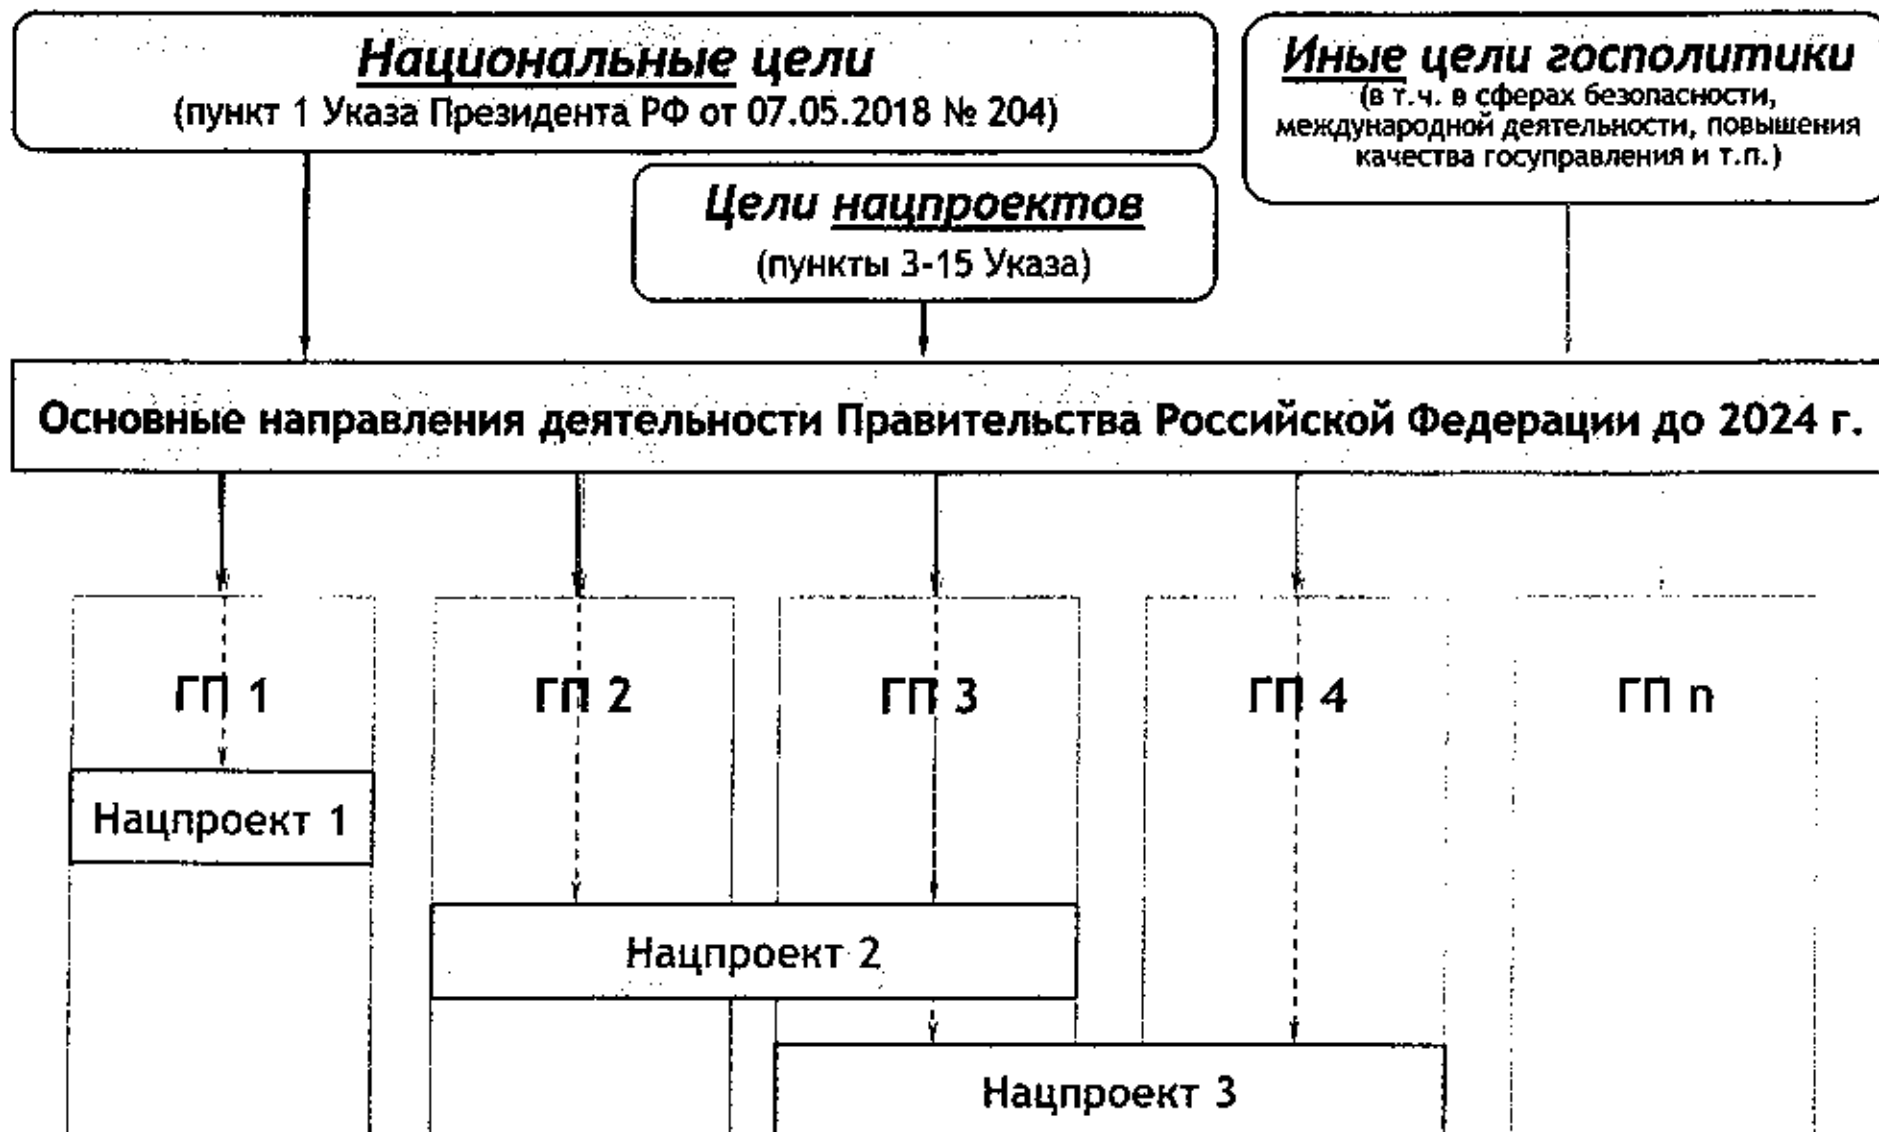 Национальные цели
(пункт 1 Указа Президента РФ от 07.05.2018 № 204)
Иные цели госполитики
(в т.ч. в сферах безопасности,
международной деятельности, повышения
качества госуправления и т.п.)
Цели нацпроектов
(пункты 3-15 Указа)
Основные направления деятельности Правительства Российской Федерации до 2024 г.
ГП 1
ГП 2
ГП 3
ГП 4
ГП n
Нацпроект 1
Нацпроект 2
Нацпроект 3